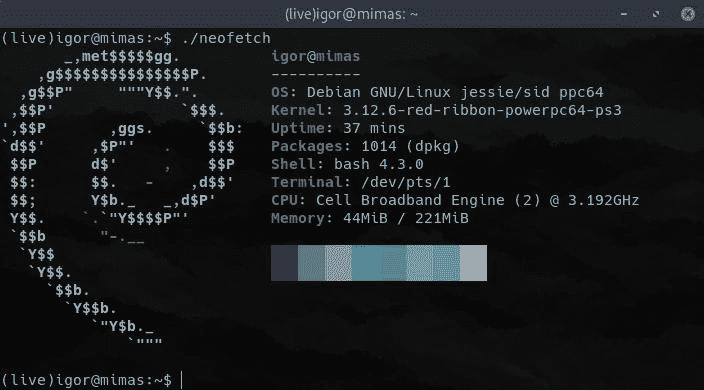 (live)igor@mimas: ~
(live)igor@mimas:~$ ./neofetch
       _,met$$$$$gg.          igor@mimas
    ,g$$$$$$$$$$$$$$$P.       ----------
  ,g$$P"     """Y$$.".        OS: Debian GNU/Linux jessie/sid ppc64
 ,$$P'              `$$$.     Kernel: 3.12.6-red-ribbon-powerpc64-ps3
',$$P       ,ggs.     `$$b:   Uptime: 37 mins
`d$$'     ,$P"'   .    $$$    Packages: 1014 (dpkg)
 $$P      d$'     ,    $$P    Shell: bash 4.3.0
 $$:      $$.   -    ,d$$'    Terminal: /dev/pts/1
 $$;      Y$b._   _,d$P'      CPU: Cell Broadband Engine (2) @ 3.192GHz
 Y$$.    `.`"Y$$$$P"'         Memory: 44MiB / 221MiB
 `$$b      "-.__
  `Y$$
   `Y$$.
     `$$b.
       `Y$$b.
          `"Y$b._
              `"""
(live)igor@mimas:~$